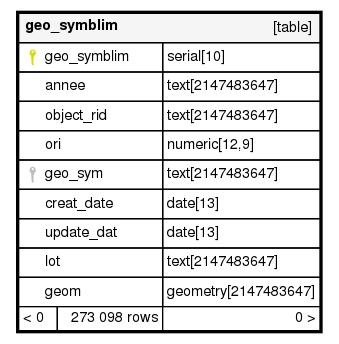 geo_symblim [table]
geo_symblim serial[10]
annee text[2147483647]
object_rid text[2147483647]
ori numeric[12,9]
geo_sym text[2147483647]
creat_date date[13]
update_dat date[13]
lot text[2147483647]
geom geometry[2147483647]
< 0 273 098 rows 0 >